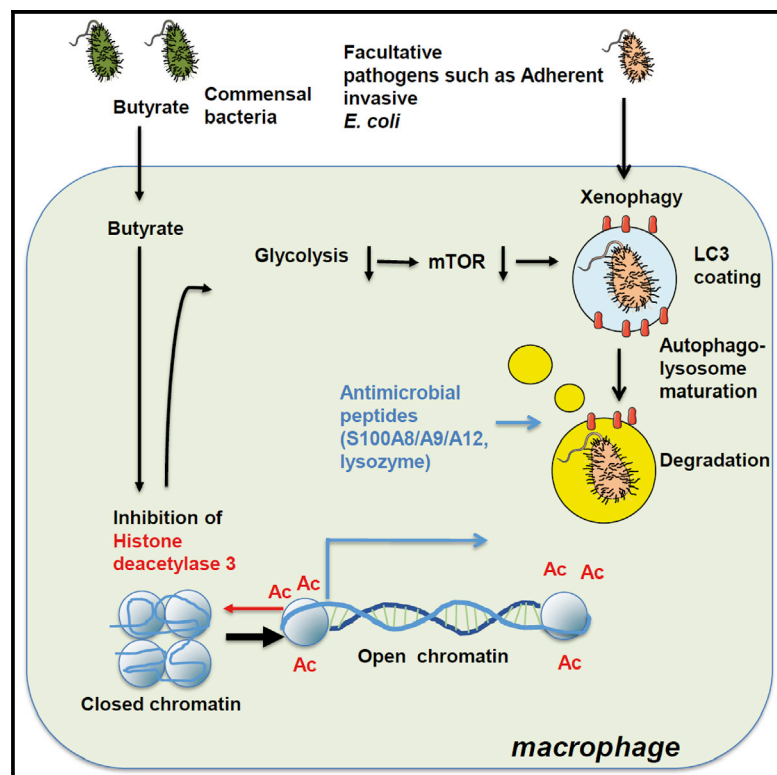 Butyrate
Commensal
bacteria
Facultative
pathogens such as Adherent
invasive
E. coli
Butyrate
Glycolysis
mTOR
Xenophagy
LC3
coating
Autophago-
lysosome
maturation
Antimicrobial
peptides
(S100A8/A9/A12,
lysozyme)
Degradation
Inhibition of
Histone
deacetylase 3
Ac
Ac
Ac
Ac
Ac
Ac
Closed chromatin
Open chromatin
macrophage